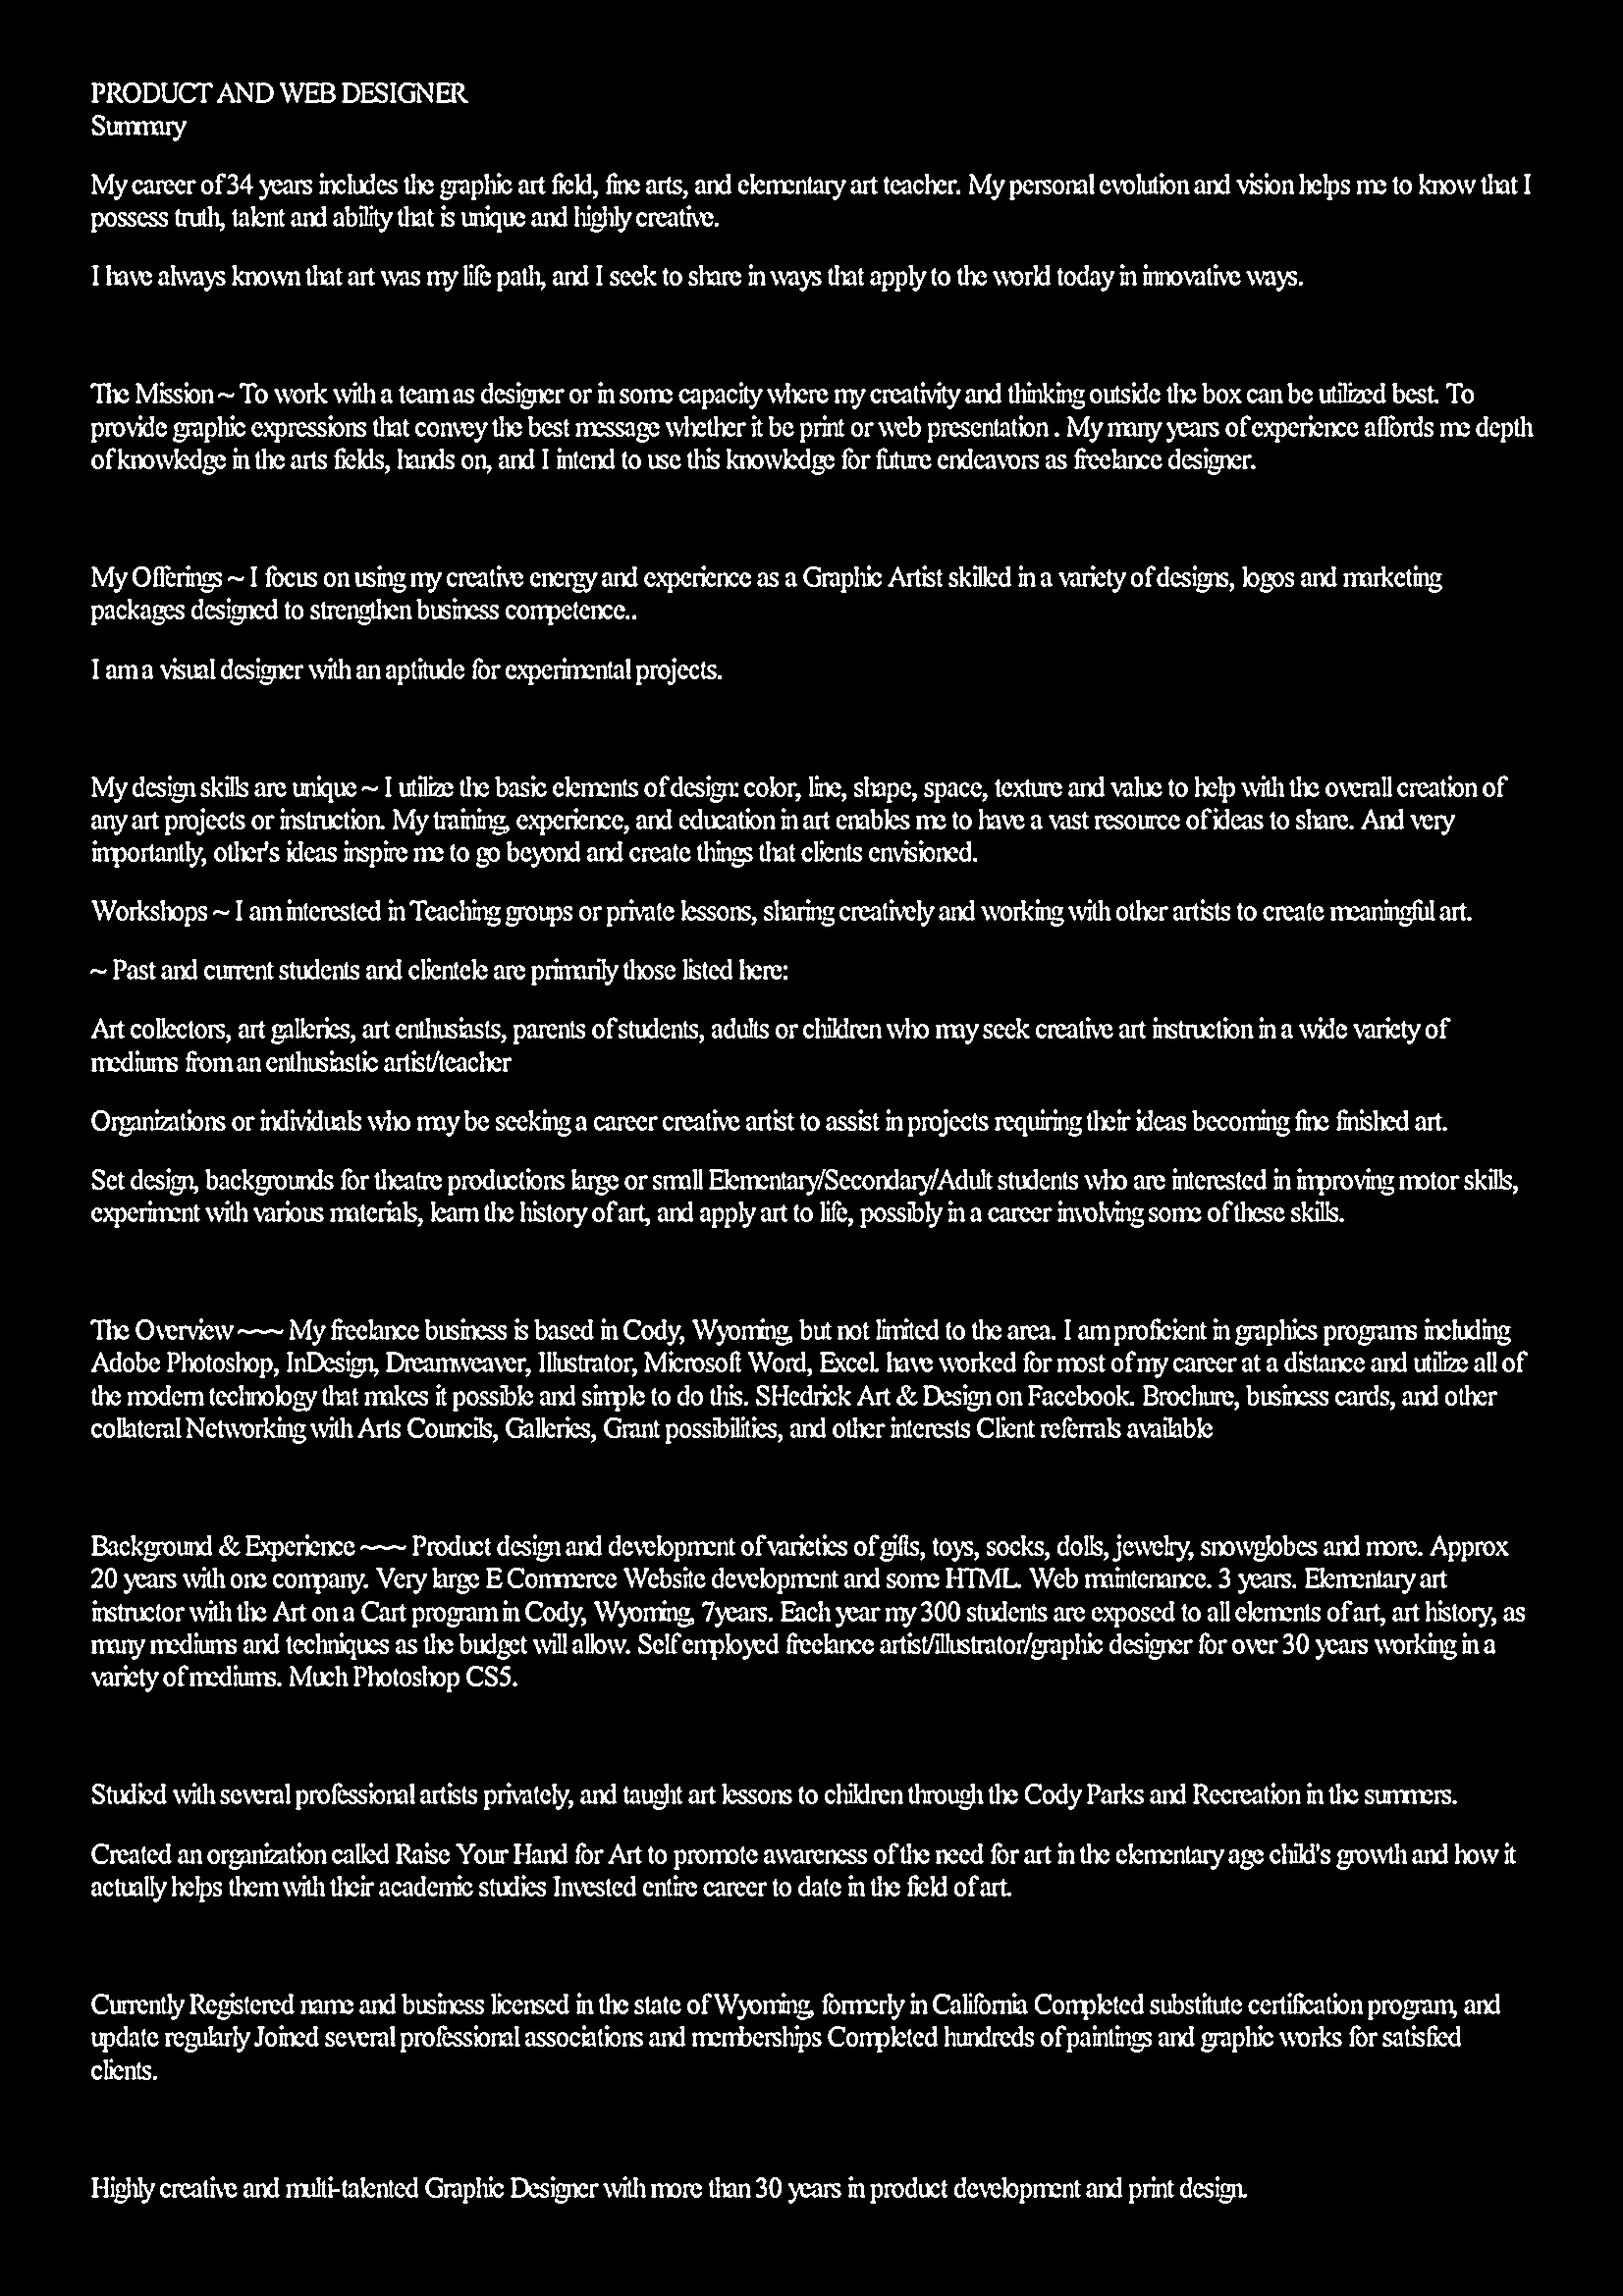 PRODUCT AND WEB DESIGNER
Summary
My career of 34 years includes the graphic art field, fine arts, and elementary art teacher. My personal evolution and vision helps me to know that I
possess truth, talent and ability that is unique and highly creative.
I have always known that art was my life path, and I seek to share in ways that apply to the world today in innovative ways.
The Mission ~ To work with a team as designer or in some capacity where my creativity and thinking outside the box can be utilized best. To
provide graphic expressions that convey the best message whether it be print or web presentation . My many years of experience affords me depth
of knowledge in the arts fields, hands on, and I intend to use this knowledge for future endeavors as freelance designer.
My Offerings ~ I focus on using my creative energy and experience as a Graphic Artist skilled in a variety of designs, logos and marketing
packages designed to strengthen business competence..
I am a visual designer with an aptitude for experimental projects.
My design skills are unique ~ I utilize the basic elements of design: color, line, shape, space, texture and value to help with the overall creation of
any art projects or instruction. My training, experience, and education in art enables me to have a vast resource of ideas to share. And very
importantly, other's ideas inspire me to go beyond and create things that clients envisioned.
Workshops ~ I am interested in Teaching groups or private lessons, sharing creatively and working with other artists to create meaningful art.
~ Past and current students and clientele are primarily those listed here:
Art collectors, art galleries, art enthusiasts, parents of students, adults or children who may seek creative art instruction in a wide variety of
mediums from an enthusiastic artist/teacher
Organizations or individuals who may be seeking a career creative artist to assist in projects requiring their ideas becoming fine finished art.
Set design, backgrounds for theatre productions large or small Elementary/Secondary/Adult students who are interested in improving motor skills,
experiment with various materials, learn the history of art, and apply art to life, possibly in a career involving some of these skills.
The Overview ~~~ My freelance business is based in Cody, Wyoming, but not limited to the area. I am proficient in graphics programs including
Adobe Photoshop, InDesign, Dreamweaver, Illustrator, Microsoft Word, Excel. have worked for most of my career at a distance and utilize all of
the modern technology that makes it possible and simple to do this. SHedrick Art & Design on Facebook. Brochure, business cards, and other
collateral Networking with Arts Councils, Galleries, Grant possibilities, and other interests Client referrals available
Background & Experience ~~~ Product design and development of varieties of gifts, toys, socks, dolls, jewelry, snowglobes and more. Approx
20 years with one company. Very large E Commerce Website development and some HTML. Web maintenance. 3 years. Elementary art
instructor with the Art on a Cart program in Cody, Wyoming, 7years. Each year my 300 students are exposed to all elements of art, art history, as
many mediums and techniques as the budget will allow. Self employed freelance artist/illustrator/graphic designer for over 30 years working in a
variety of mediums. Much Photoshop CS5.
Studied with several professional artists privately, and taught art lessons to children through the Cody Parks and Recreation in the summers.
Created an organization called Raise Your Hand for Art to promote awareness of the need for art in the elementary age child's growth and how it
actually helps them with their academic studies Invested entire career to date in the field of art.
Currently Registered name and business licensed in the state of Wyoming, formerly in California Completed substitute certification program, and
update regularly Joined several professional associations and memberships Completed hundreds of paintings and graphic works for satisfied
clients.
Highly creative and multi-talented Graphic Designer with more than 30 years in product development and print design.